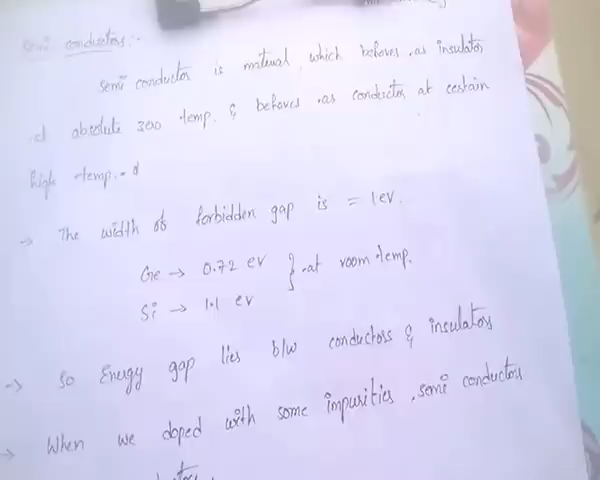 Semi conductors:-
Semi conductor is material which behaves as insulator
at absolute 300 temp. & behaves as conductor at certain
high temp.
→ The width of forbidden gap is = 1ev.
Ge → 0.72 ev } at room temp.
Si → 1.1 ev
→ So Energy gap lies b/w conductors & insulators
→ When we doped with some impurities, semi conductors